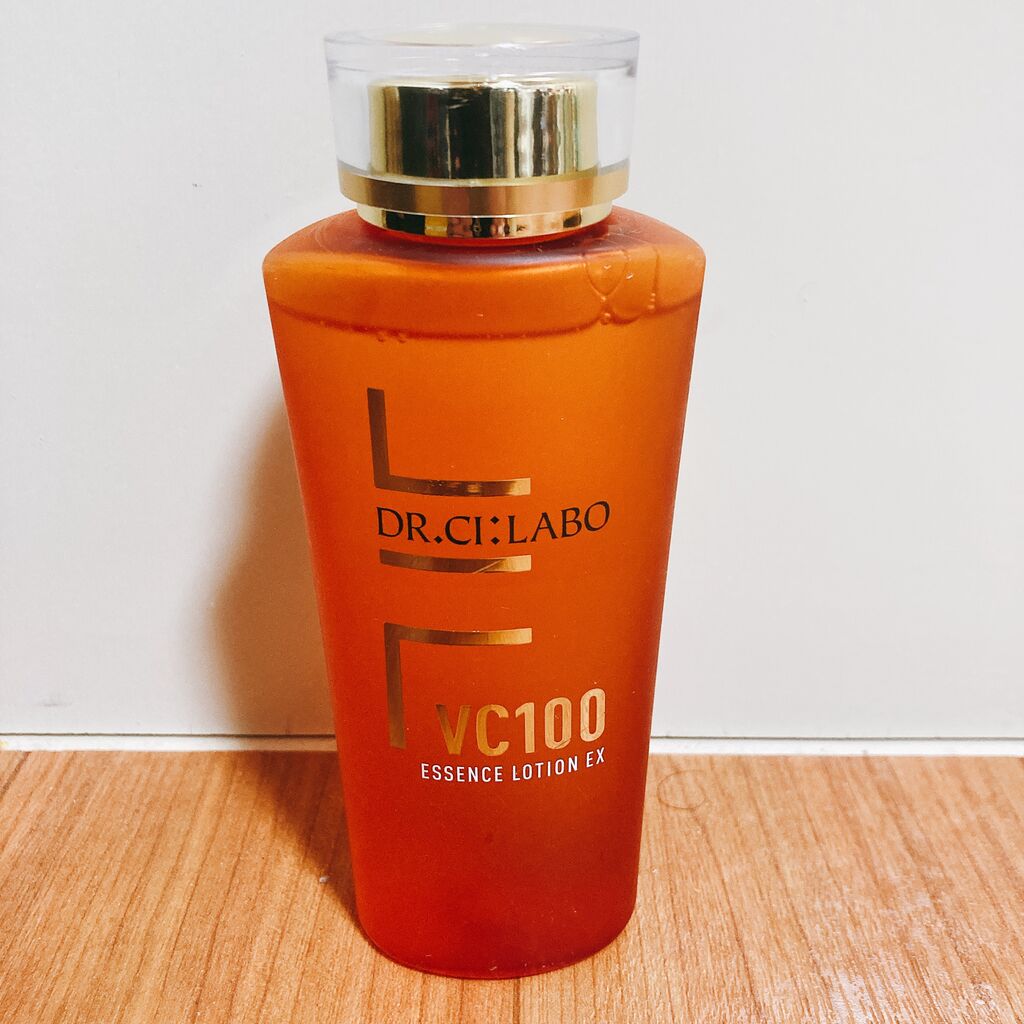 DR.CI:LABO
VC100
ESSENCE LOTION EX